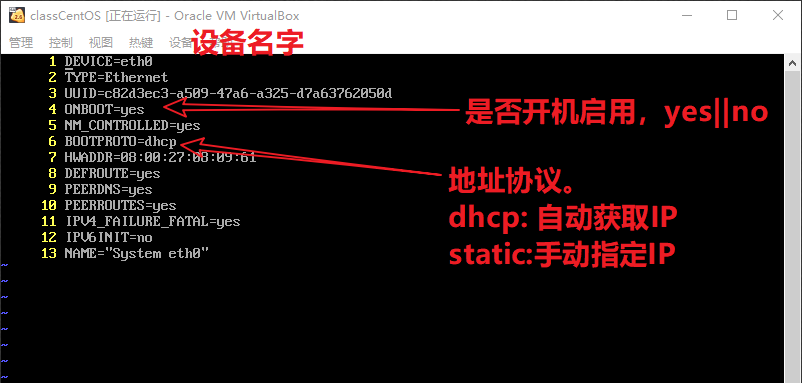 classCentOS [正在运行] - Oracle VM VirtualBox
管理 控制 视图 热键 设备
设备名字
1 DEVICE=eth0
2 TYPE=Ethernet
3 UUID=c82d3ec3-a509-47a6-a325-d7a63762050d
4 ONBOOT=yes
是否开机启用，yes||no
5 NM_CONTROLLED=yes
6 BOOTPROTO=dhcp
7 HWADDR=08:00:27:08:09:61
8 DEFROUTE=yes
地址协议。
9 PEERDNS=yes
10 PEERROUTES=yes
dhcp: 自动获取IP
11 IPV4_FAILURE_FATAL=yes
12 IPV6INIT=no
static:手动指定IP
13 NAME="System eth0"
~
~
~
~
~